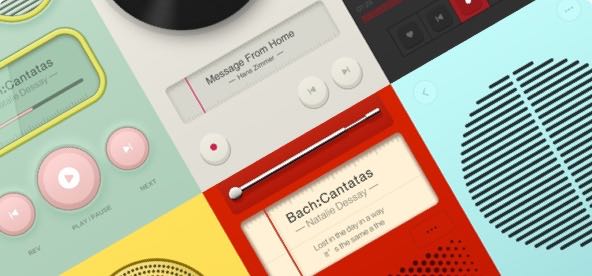 :Cantatas
Natalie Dessay —
REV
PLAY/PAUSE
NEXT
Message From Home
— Hans Zimmer —
Bach:Cantatas
— Natalie Dessay —
Lost in the day in a way
It's the same a the